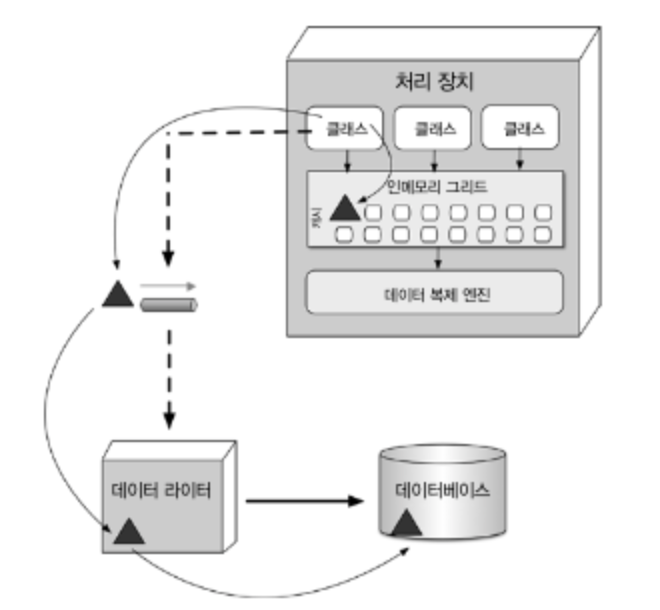 처리 장치
클래스
클래스
클래스
인메모리 그리드
캐시
데이터 복제 엔진
데이터 라이터
데이터베이스